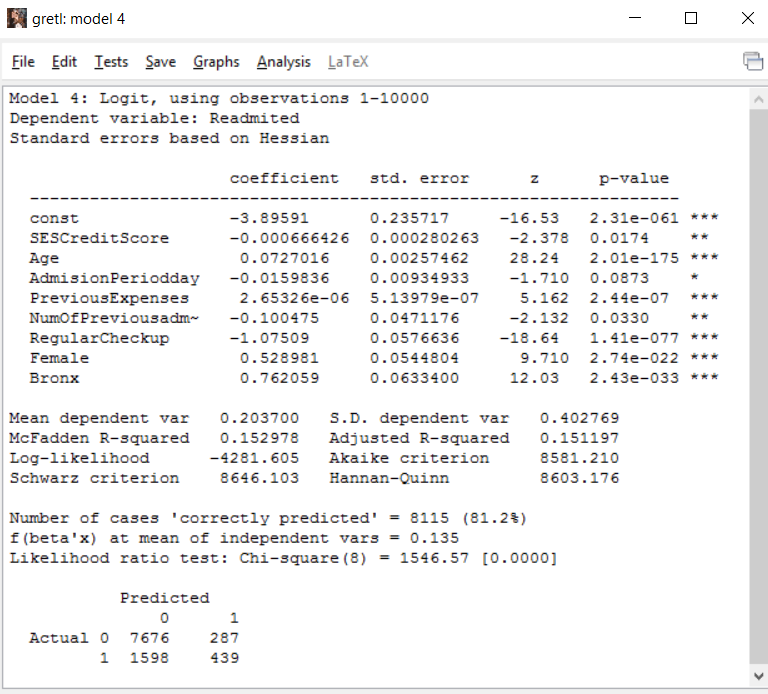 gretl: model 4
File Edit Tests Save Graphs Analysis LaTeX
Model 4: Logit, using observations 1-10000
Dependent variable: Readmited
Standard errors based on Hessian
coefficient std. error z p-value
---------------------------------------------------------------
const -3.89591 0.235717 -16.53 2.31e-061 ***
SESCreditScore -0.000666426 0.000280263 -2.378 0.0174 **
Age 0.0727016 0.00257462 28.24 2.01e-175 ***
AdmisionPeriodday -0.0159836 0.00934933 -1.710 0.0873 *
PreviousExpenses 2.65326e-06 5.13979e-07 5.162 2.44e-07 ***
NumOfPreviousadm~ -0.100475 0.0471176 -2.132 0.0330 **
RegularCheckup -1.07509 0.0576636 -18.64 1.41e-077 ***
Female 0.528981 0.0544804 9.710 2.74e-022 ***
Bronx 0.762059 0.0633400 12.03 2.43e-033 ***
Mean dependent var 0.203700 S.D. dependent var 0.402769
McFadden R-squared 0.152978 Adjusted R-squared 0.151197
Log-likelihood -4281.605 Akaike criterion 8581.210
Schwarz criterion 8646.103 Hannan-Quinn 8603.176
Number of cases 'correctly predicted' = 8115 (81.2%)
f(beta'x) at mean of independent vars = 0.135
Likelihood ratio test: Chi-square(8) = 1546.57 [0.0000]
Predicted
0 1
Actual 0 7676 287
1 1598 439